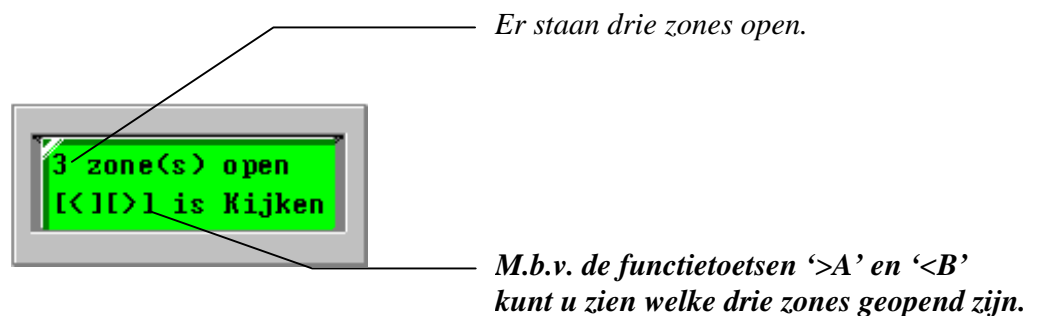 Er staan drie zones open.
3 zone(s) open
[<][>] is Kijken
M.b.v. de functietoetsen ‘>A’ en ‘<B’
kunt u zien welke drie zones geopend zijn.